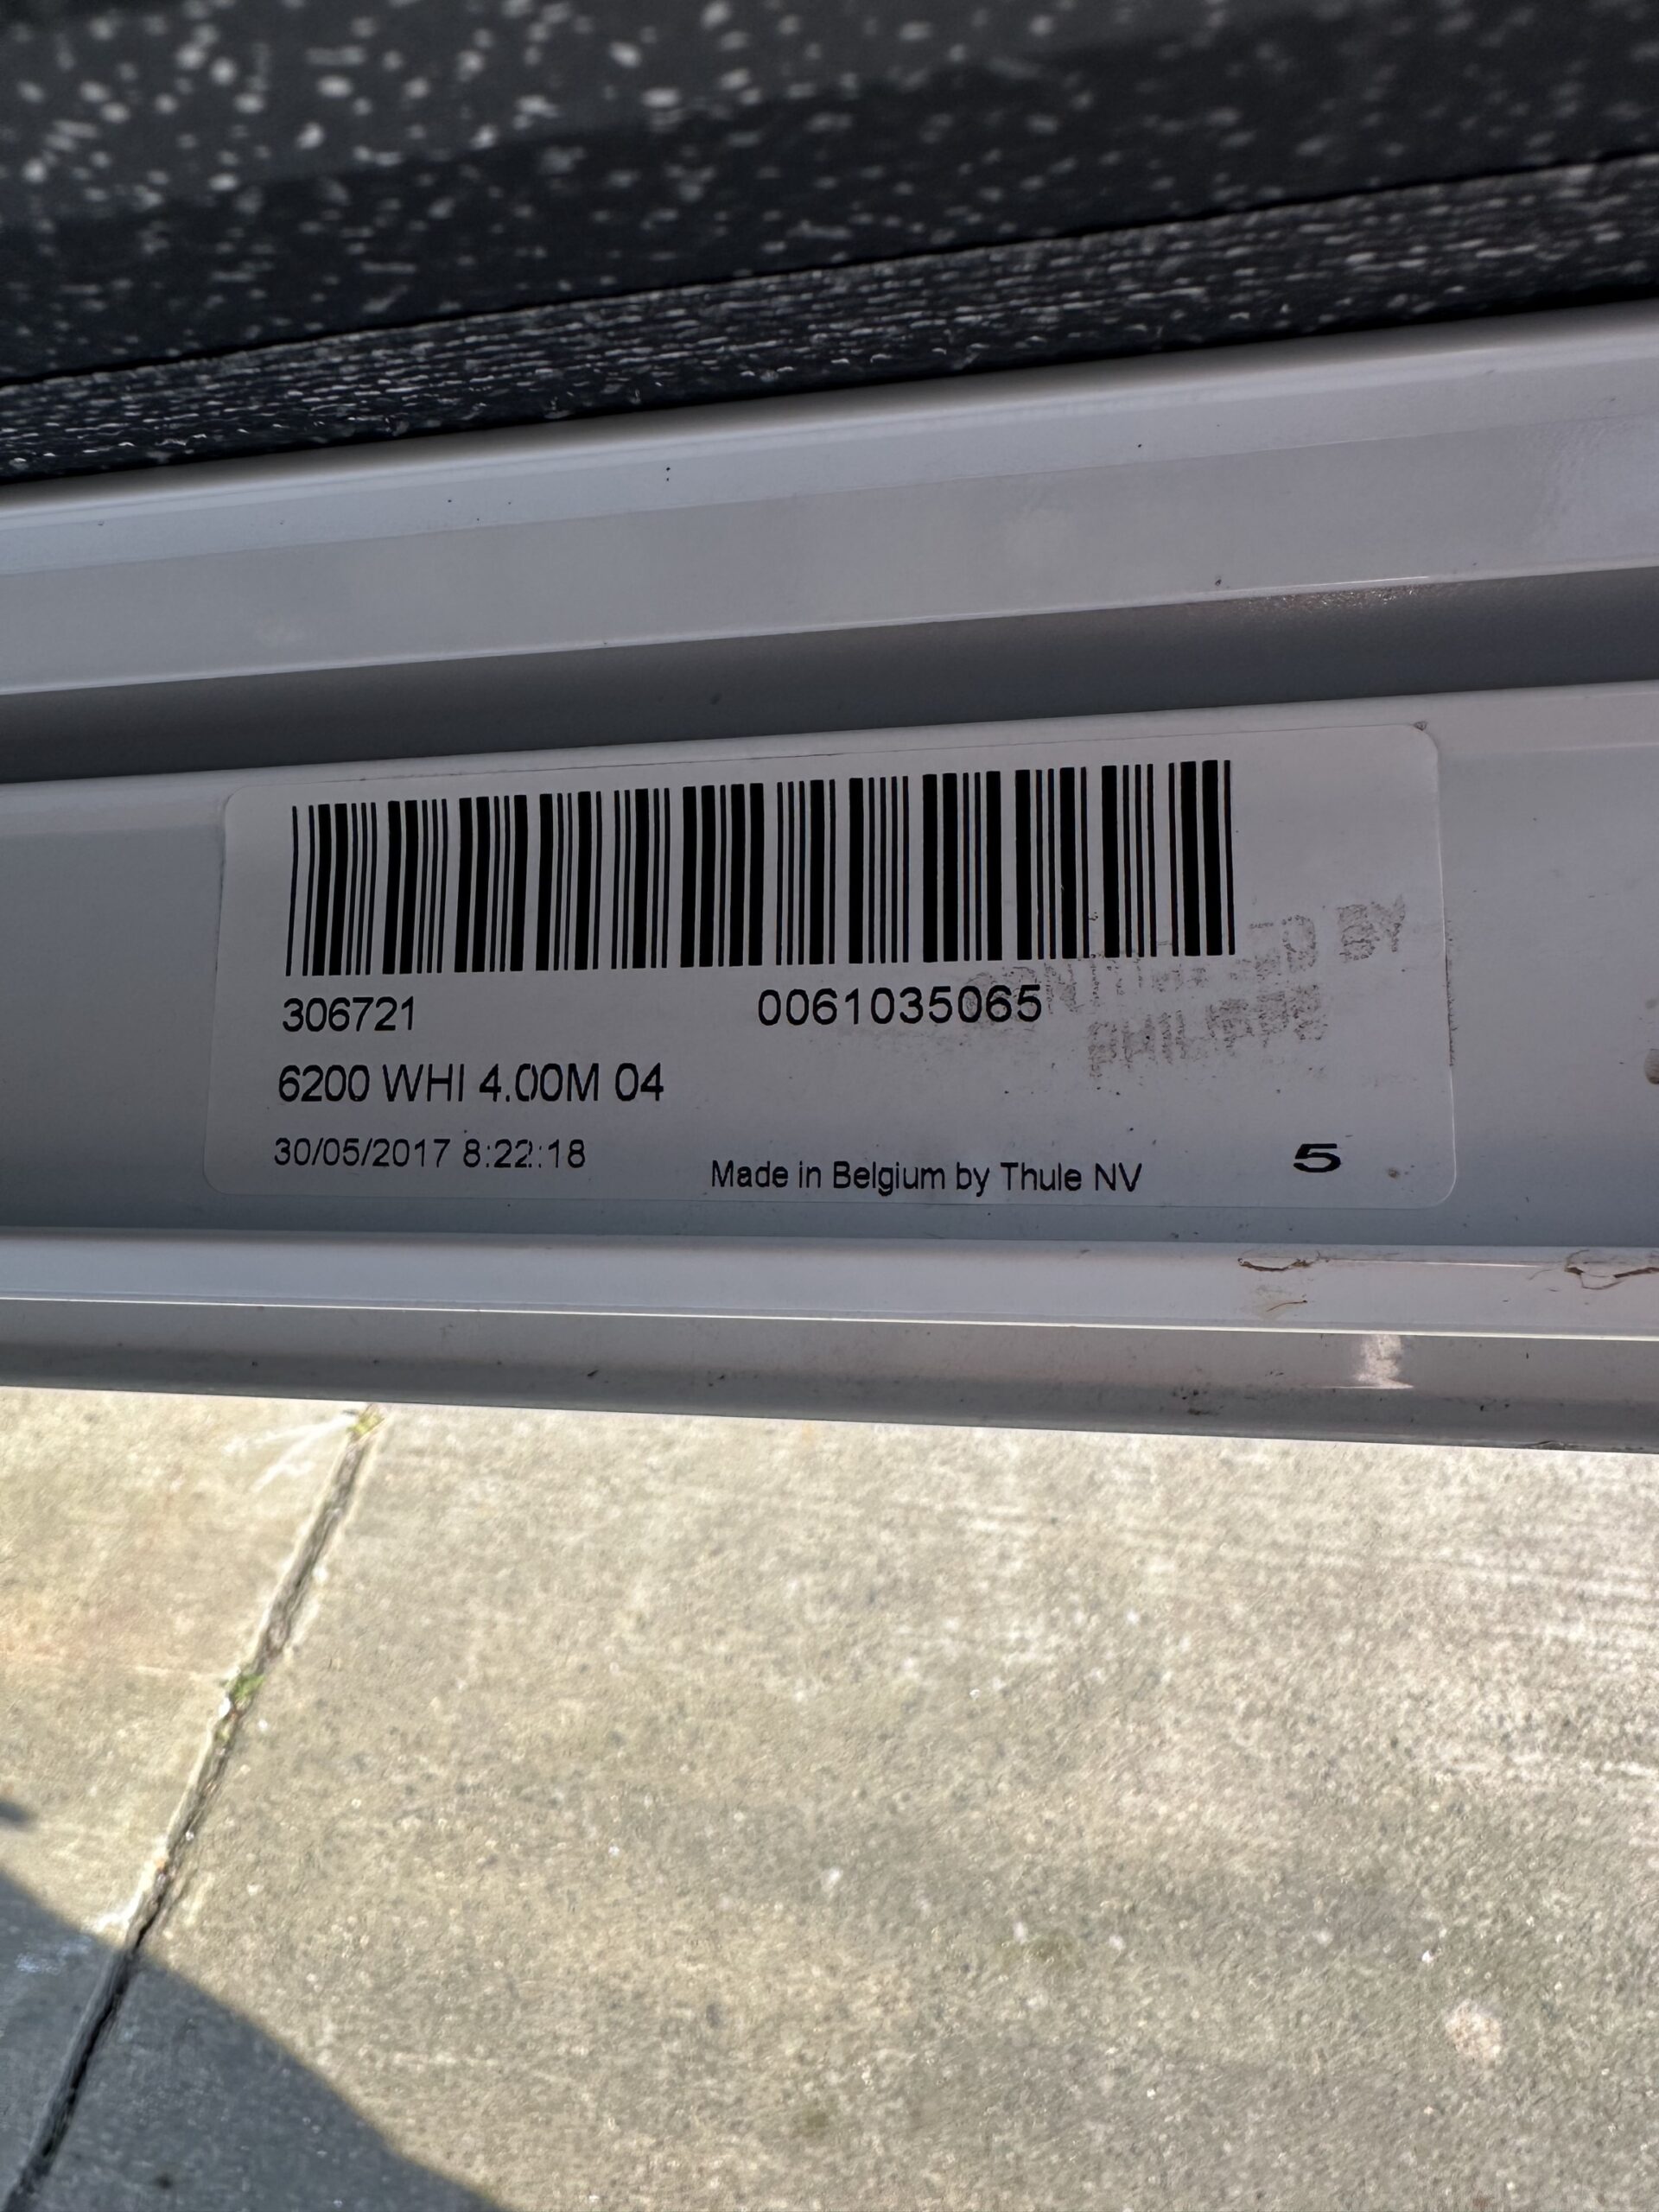 306721 0061035065
6200 WHI 4.00M 04
30/05/2017 8:22:18
Made in Belgium by Thule NV 5
BY